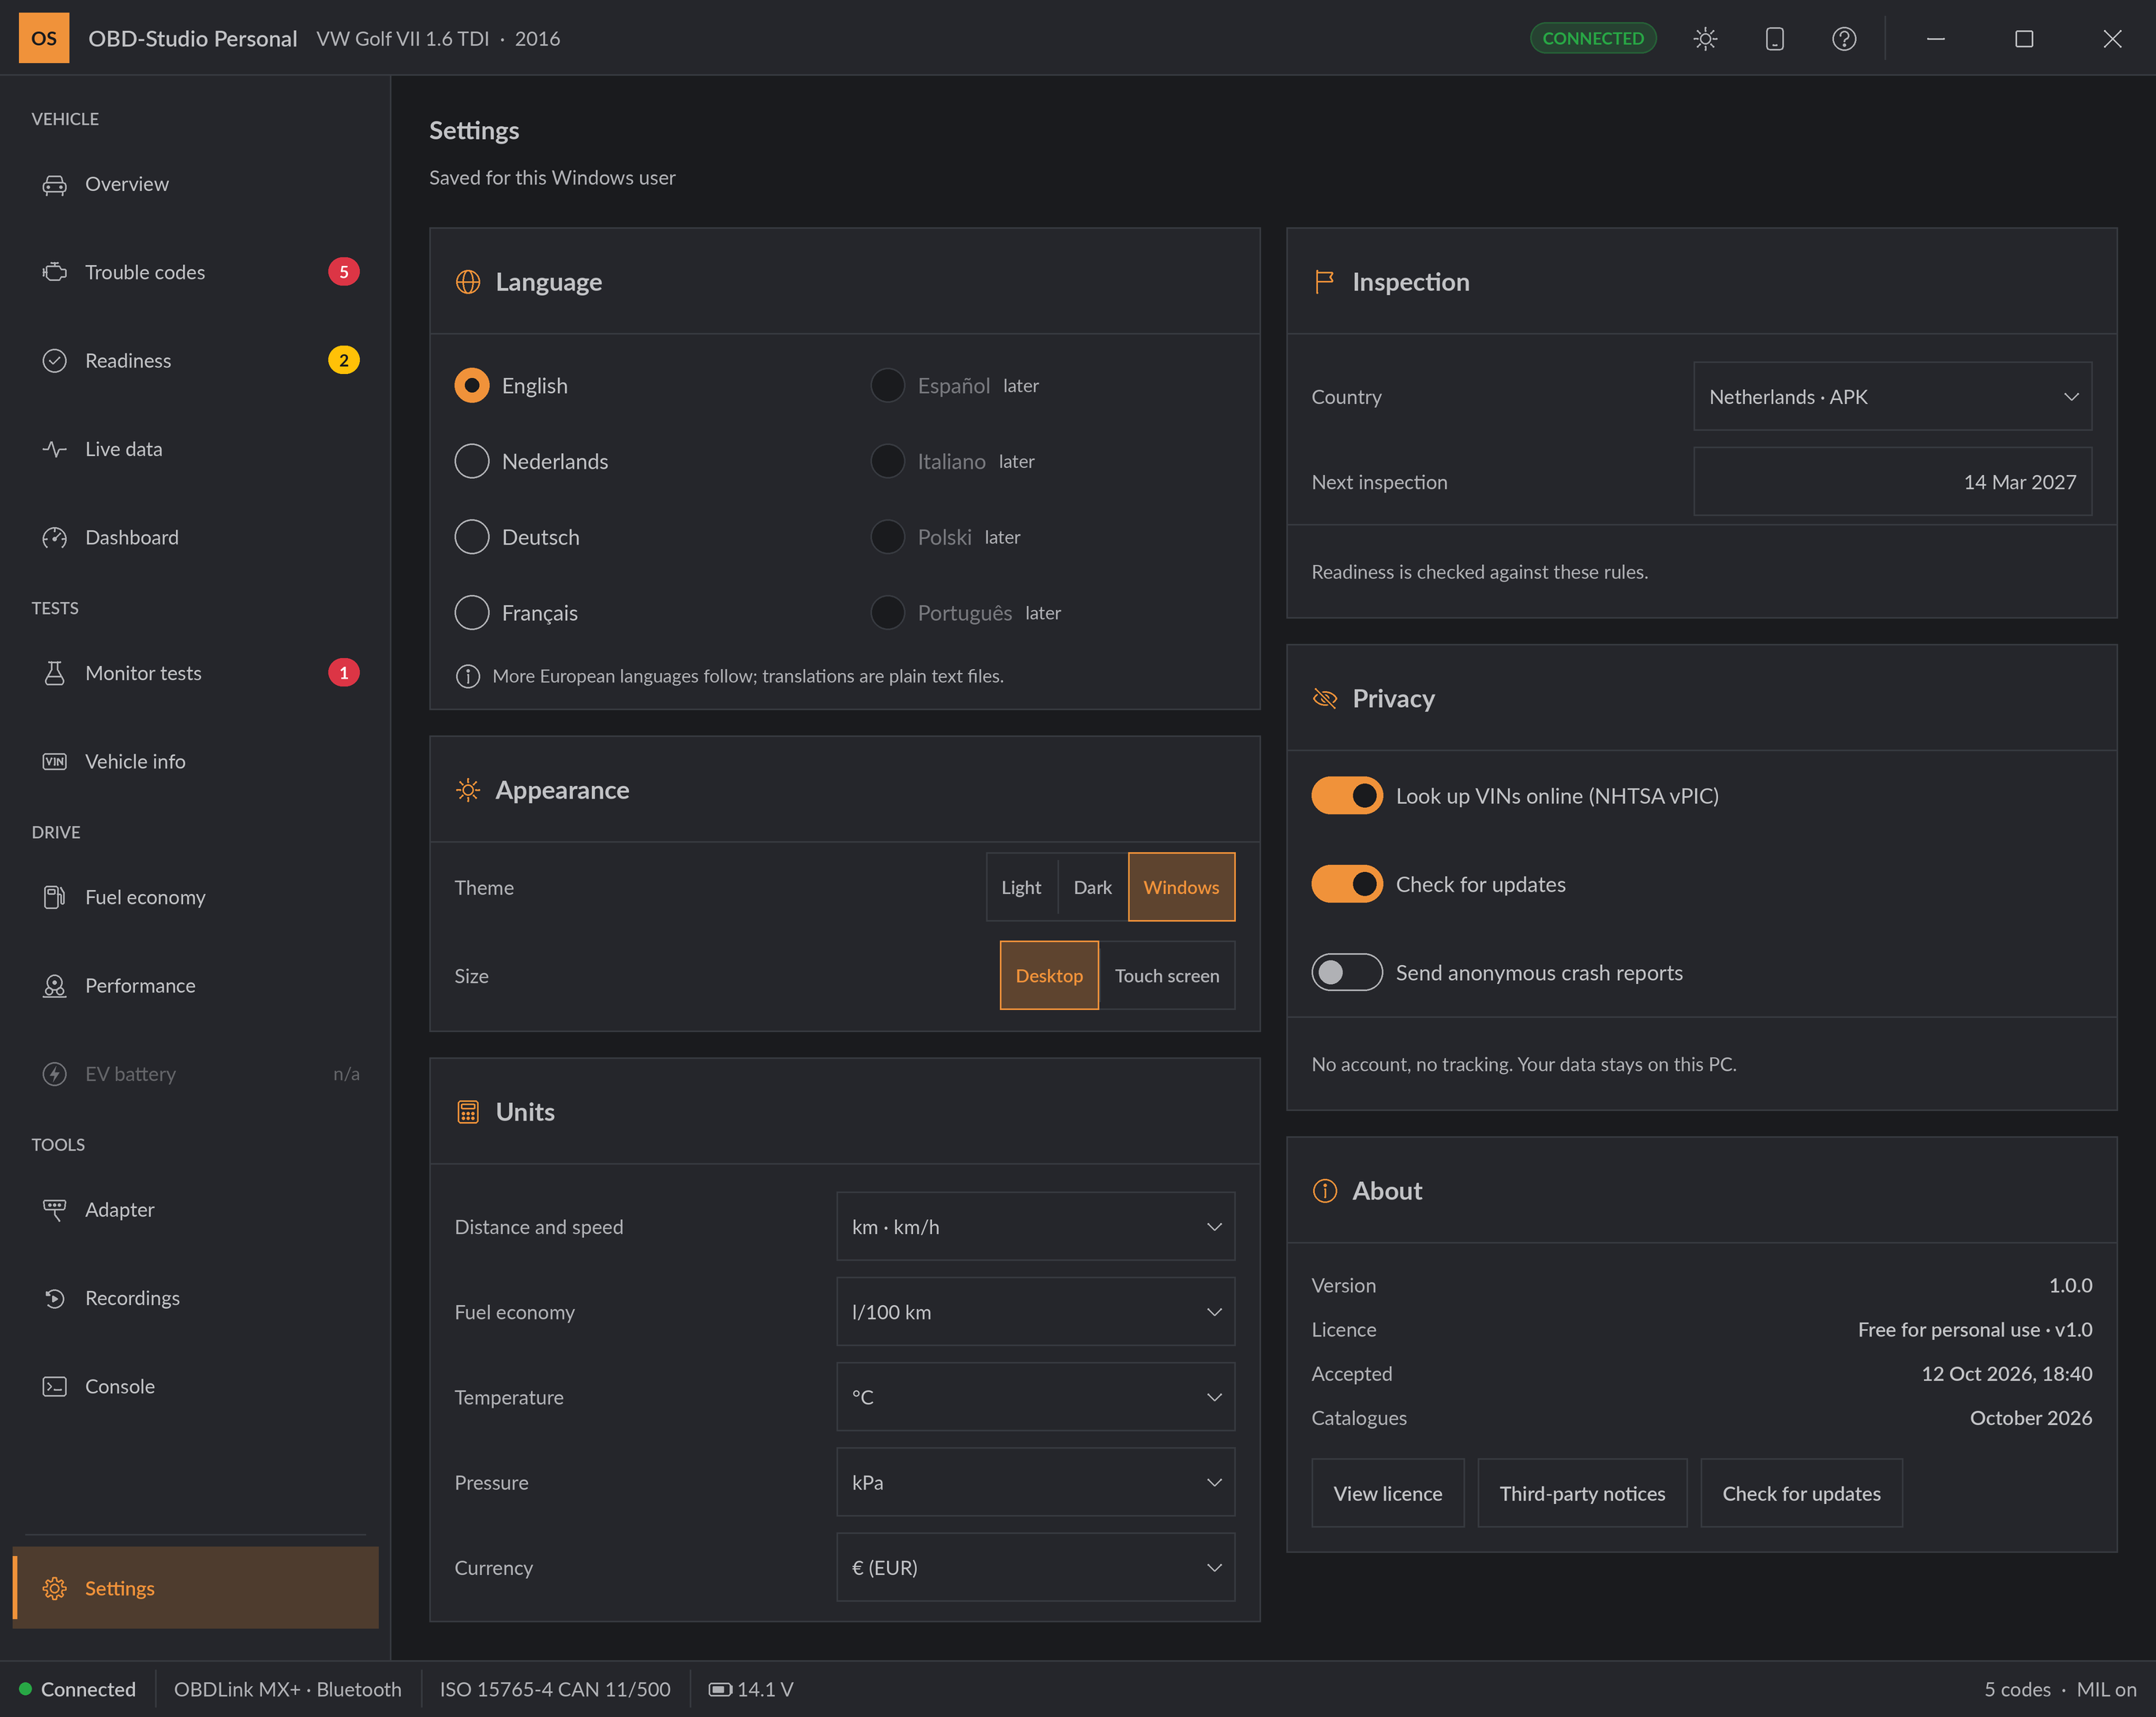 OS OBD-Studio Personal VW Golf VII 1.6 TDI · 2016 CONNECTED
VEHICLE
Overview
Trouble codes 5
Readiness 2
Live data
Dashboard
TESTS
Monitor tests 1
VIN Vehicle info
DRIVE
Fuel economy
Performance
EV battery n/a
TOOLS
Adapter
Recordings
Console
Settings
Settings
Saved for this Windows user
Language
English
Nederlands
Deutsch
Français
Español later
Italiano later
Polski later
Português later
More European languages follow; translations are plain text files.
Appearance
Theme Light Dark Windows
Size Desktop Touch screen
Units
Distance and speed km · km/h
Fuel economy l/100 km
Temperature °C
Pressure kPa
Currency € (EUR)
Inspection
Country Netherlands · APK
Next inspection 14 Mar 2027
Readiness is checked against these rules.
Privacy
Look up VINs online (NHTSA vPIC)
Check for updates
Send anonymous crash reports
No account, no tracking. Your data stays on this PC.
About
Version 1.0.0
Licence Free for personal use · v1.0
Accepted 12 Oct 2026, 18:40
Catalogues October 2026
View licence Third-party notices Check for updates
Connected OBDLink MX+ · Bluetooth ISO 15765-4 CAN 11/500 14.1 V 5 codes · MIL on